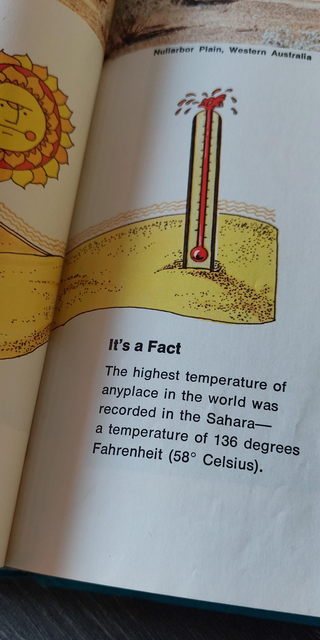 Nullarbor Plain, Western Australia
It's a Fact
The highest temperature of
anyplace in the world was
recorded in the Sahara—
a temperature of 136 degrees
Fahrenheit (58° Celsius).